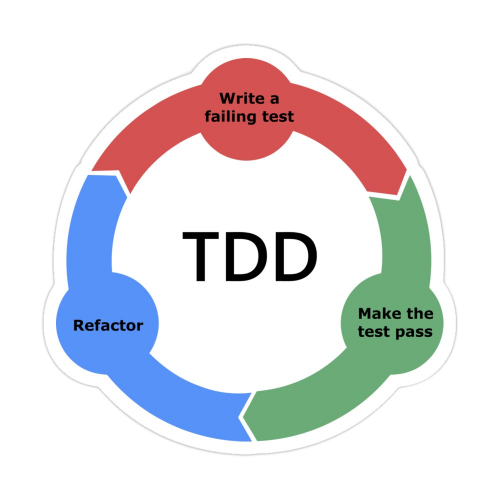 Write a
failing test
TDD
Make the
test pass
Refactor